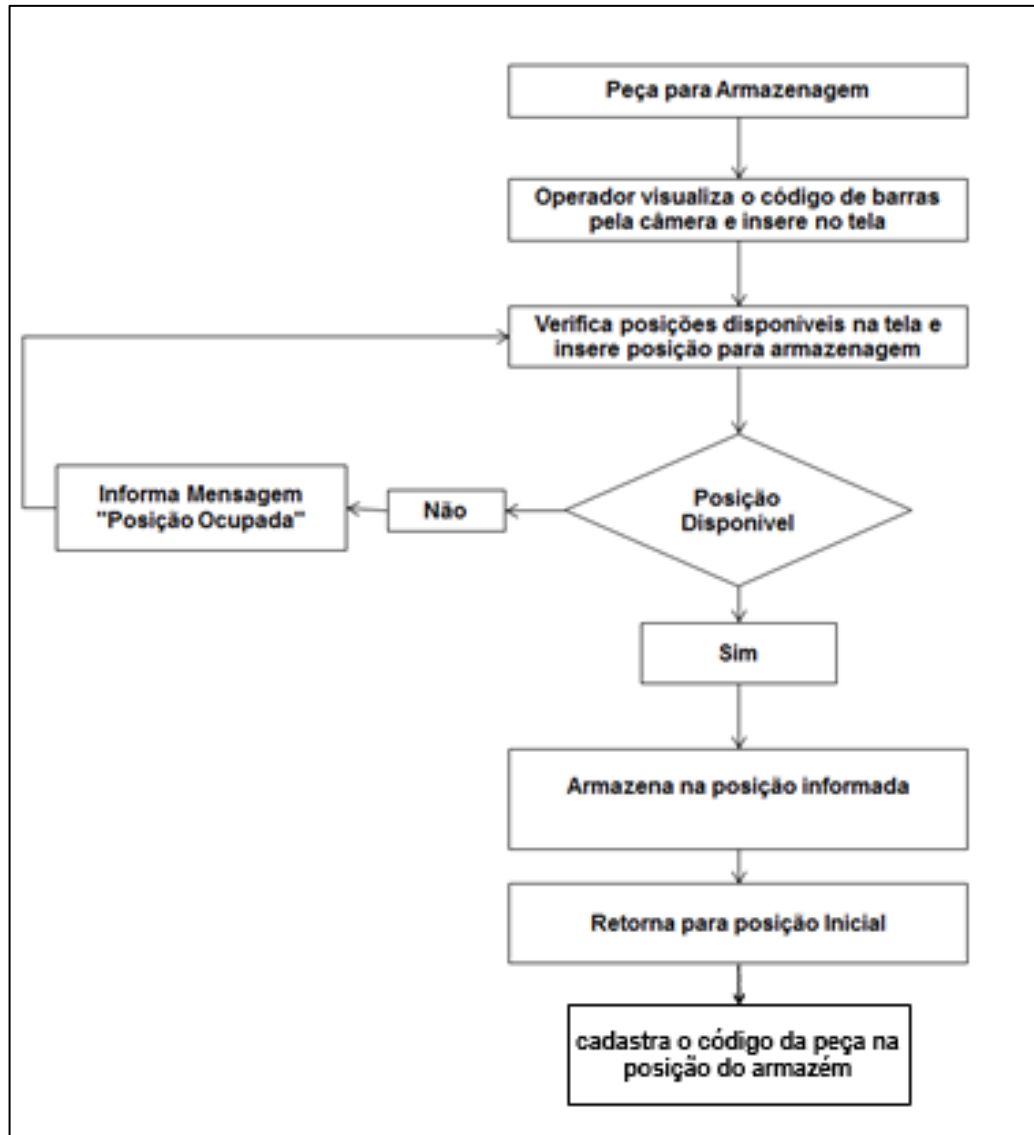 Peça para Armazenagem
Operador visualiza o código de barras
pela câmera e insere no tela
Verifica posições disponíveis na tela e
insere posição para armazenagem
Posição
Disponível
Não
Informa Mensagem
"Posição Ocupada"
Sim
Armazena na posição informada
Retorna para posição Inicial
cadastra o código da peça na
posição do armazém